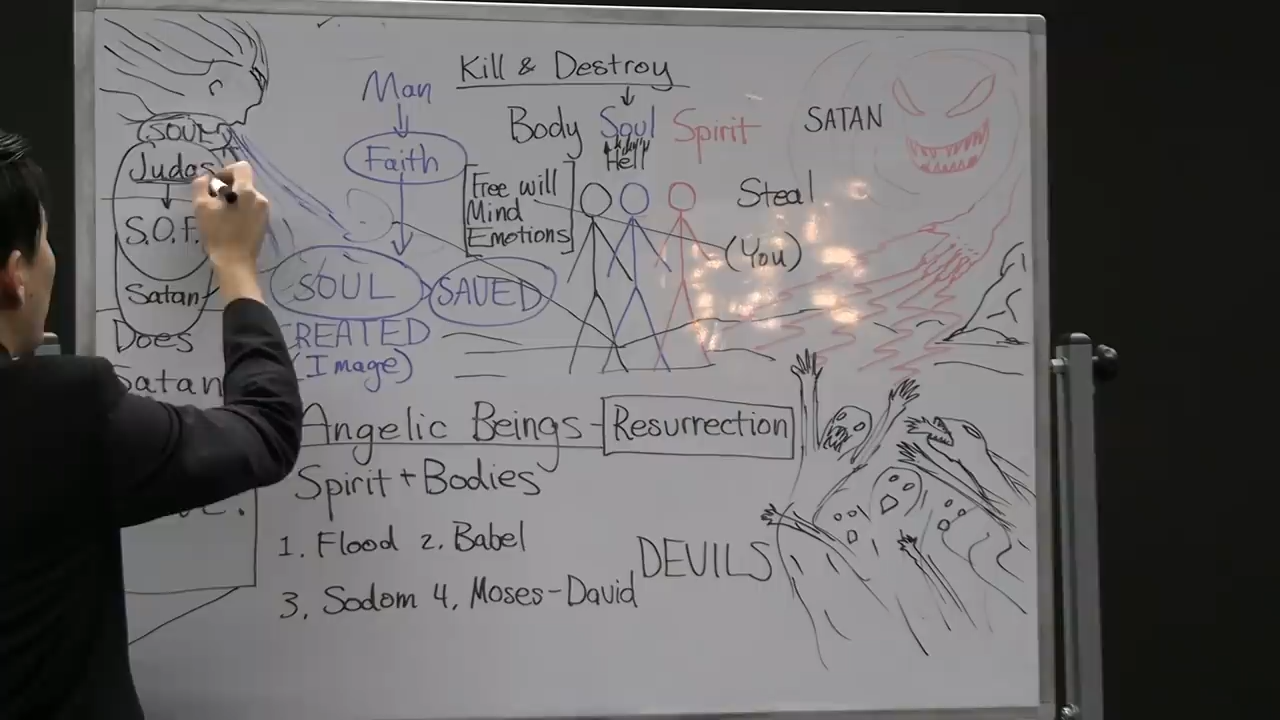 Kill & Destroy
Man
Body Soul Spirit
Hell
SATAN
Faith
Free will
Mind
Emotions
Steal
(You)
(SOUL)
Judas
S.O.P.
Satan
Does
Satan
SOUL
SAVED
CREATED
(Image)
Angelic Beings - Resurrection
Spirit + Bodies
1. Flood 2. Babel
3. Sodom 4. Moses - David
DEVILS